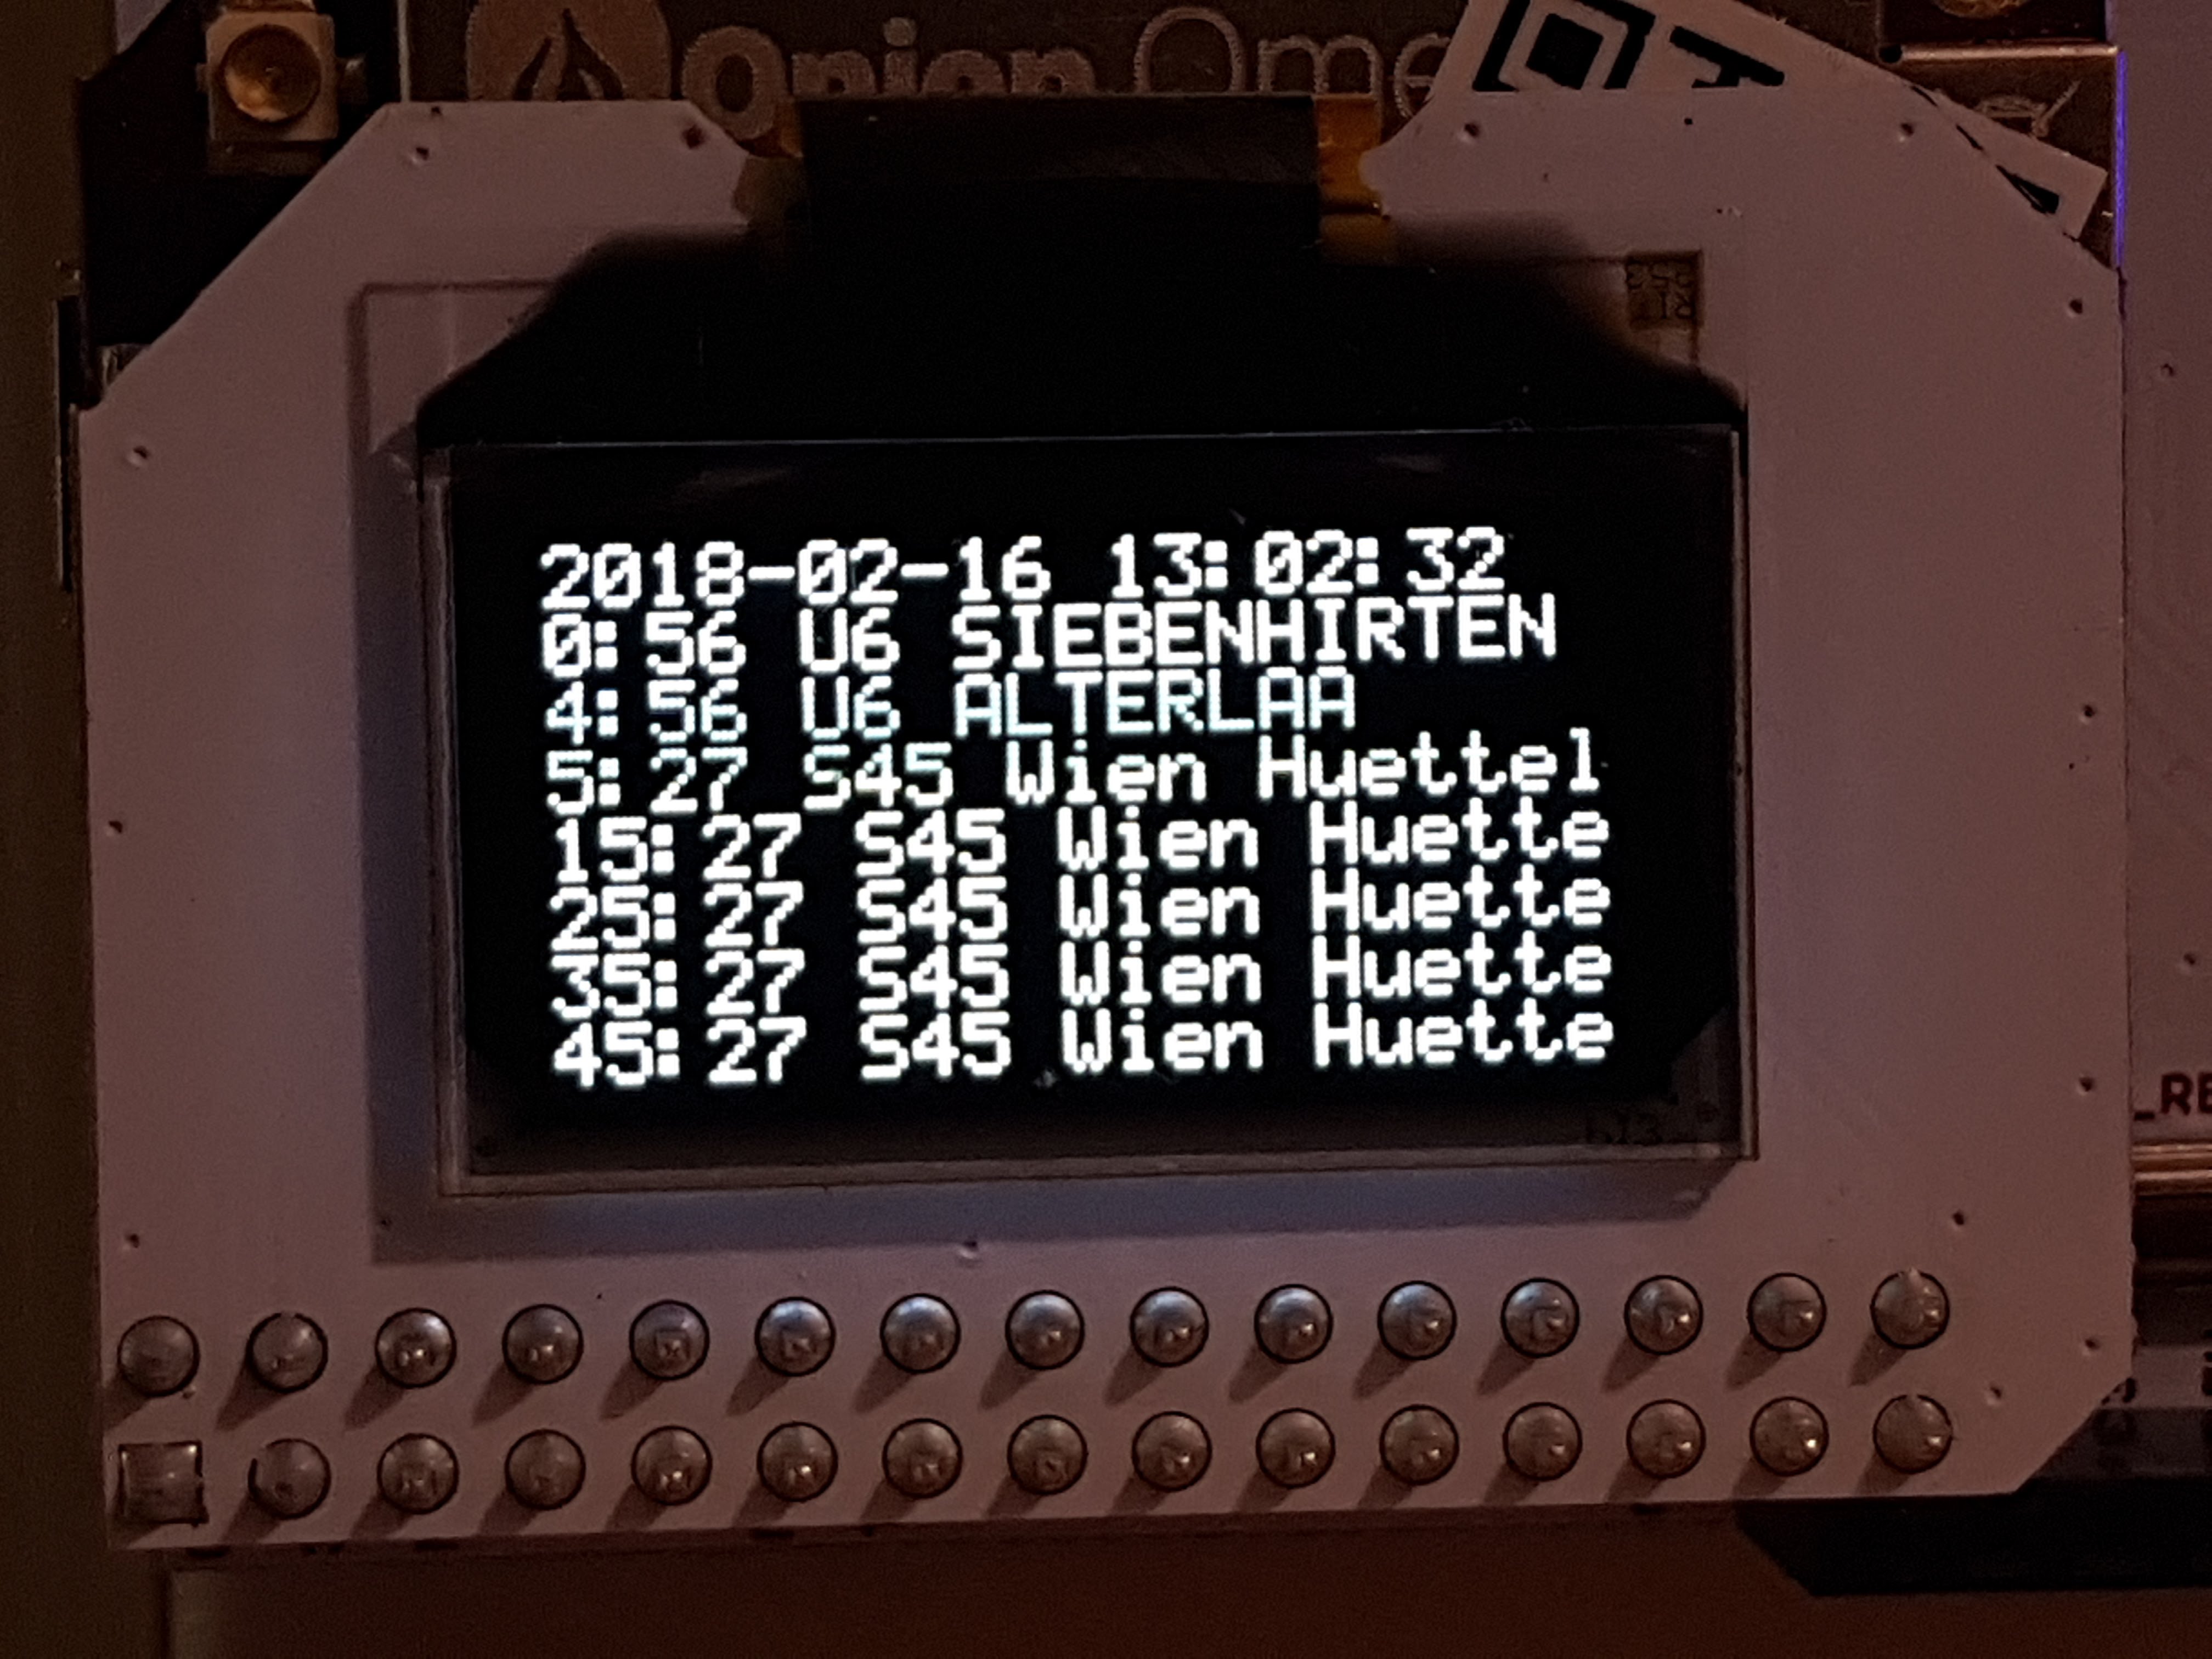 Onion Ome
2018-02-16 13:02:32
0:56 U6 SIEBENHIRTEN
4:56 U6 ALTERLAA
5:27 S45 Wien Huettel
15:27 S45 Wien Huette
25:27 S45 Wien Huette
35:27 S45 Wien Huette
45:27 S45 Wien Huette
_RE